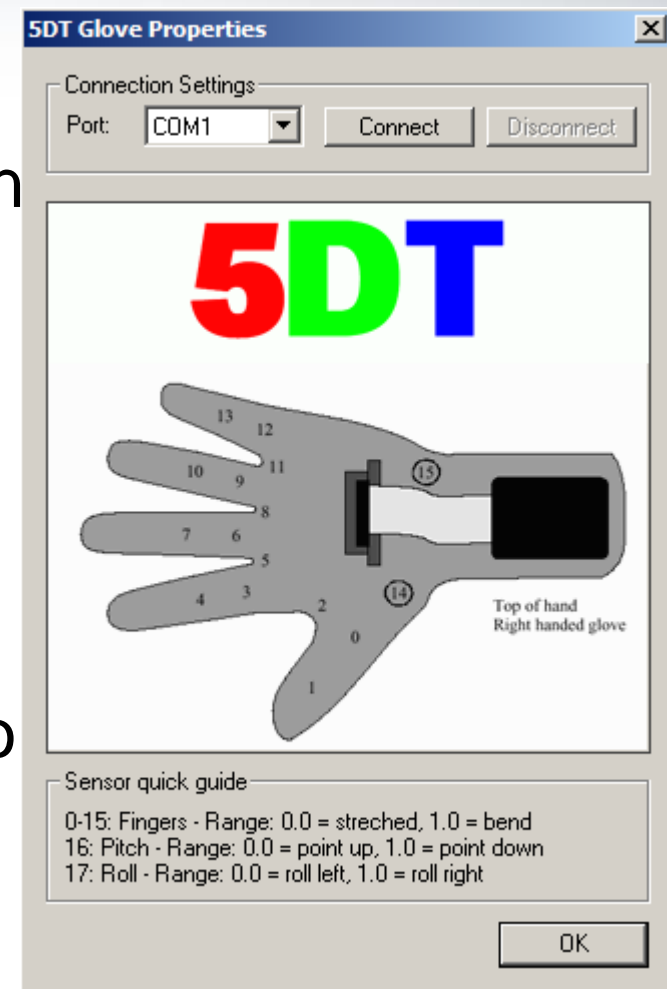 5DT Glove Properties
Connection Settings
Port: COM1 Connect Disconnect
n
5DT
13
12
11
10
9
8
7
6
5
4
3
2
0
1
15
14
Top of hand
Right handed glove
o
Sensor quick guide
0-15: Fingers - Range: 0.0 = streched, 1.0 = bend
16: Pitch - Range: 0.0 = point up, 1.0 = point down
17: Roll - Range: 0.0 = roll left, 1.0 = roll right
OK